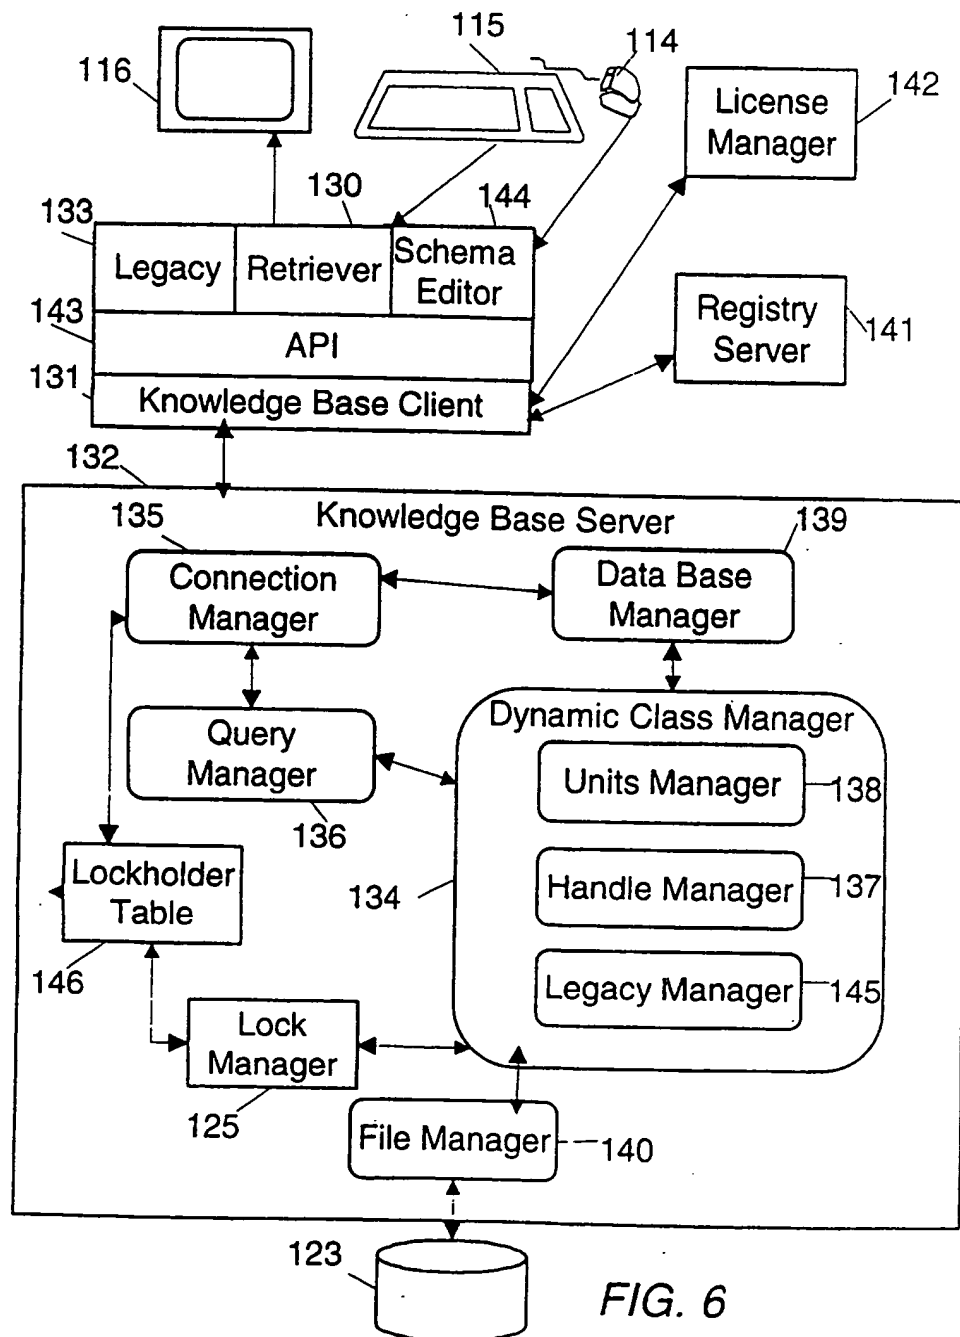 115
114
116
142
License
Manager
130
144
133
Legacy
Retriever
Schema
Editor
143
API
131
Knowledge Base Client
Registry
Server
141
132
Knowledge Base Server
135
139
Connection
Manager
Data Base
Manager
Query
Manager
136
Dynamic Class Manager
Units Manager
138
Handle Manager
137
Legacy Manager
145
134
Lockholder
Table
146
Lock
Manager
125
File Manager
140
123
FIG. 6